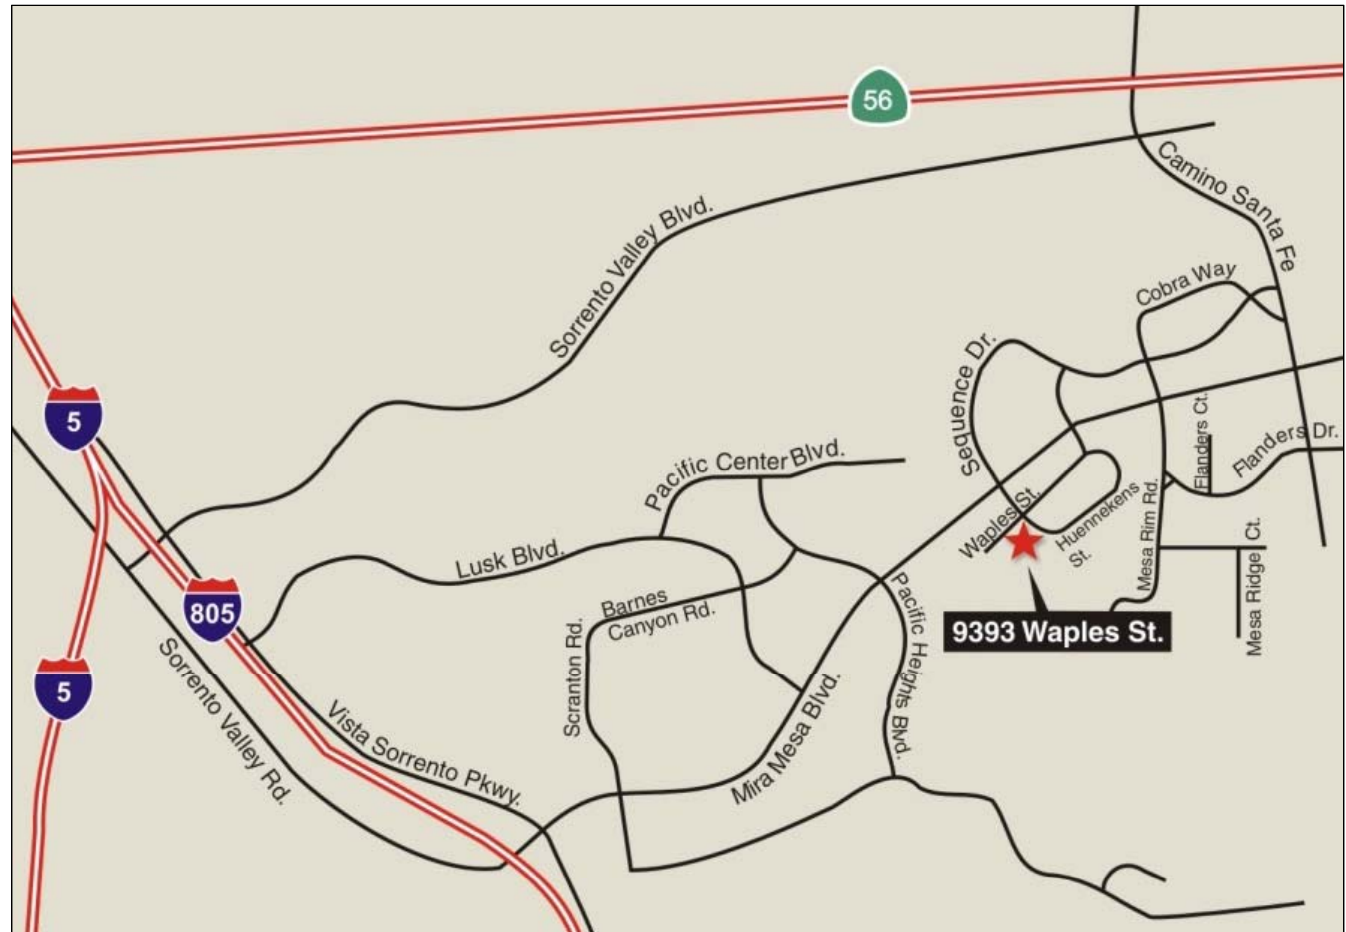 56
Camino Santa Fe
Sorrento Valley Blvd.
Cobra Way
Sequence Dr.
5
Flanders Ct.
Flanders Dr.
Pacific Center Blvd.
Waples St.
Huennekens
St.
Mesa Rim Rd.
Lusk Blvd.
Mesa Ridge Ct.
805
Barnes
Canyon Rd.
Scranton Rd.
Pacific Heights Blvd.
9393 Waples St.
5
Sorrento Valley Rd.
Vista Sorrento Pkwy.
Mira Mesa Blvd.